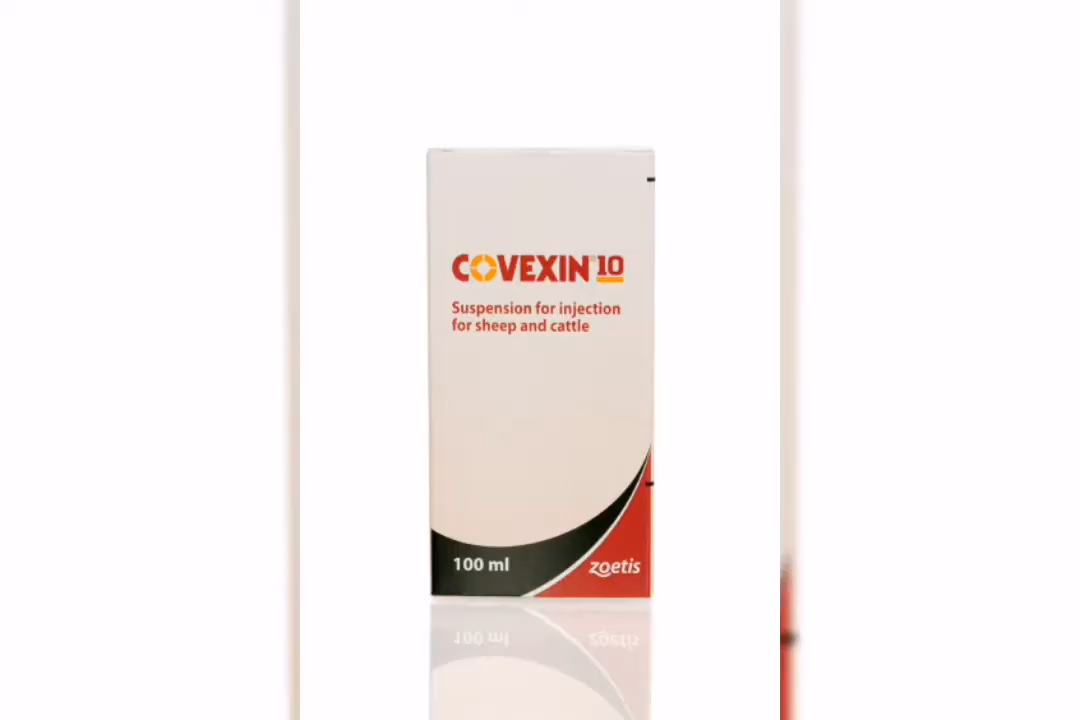 COVEXIN® 10
Suspension for injection
for sheep and cattle
100 ml
zoetis